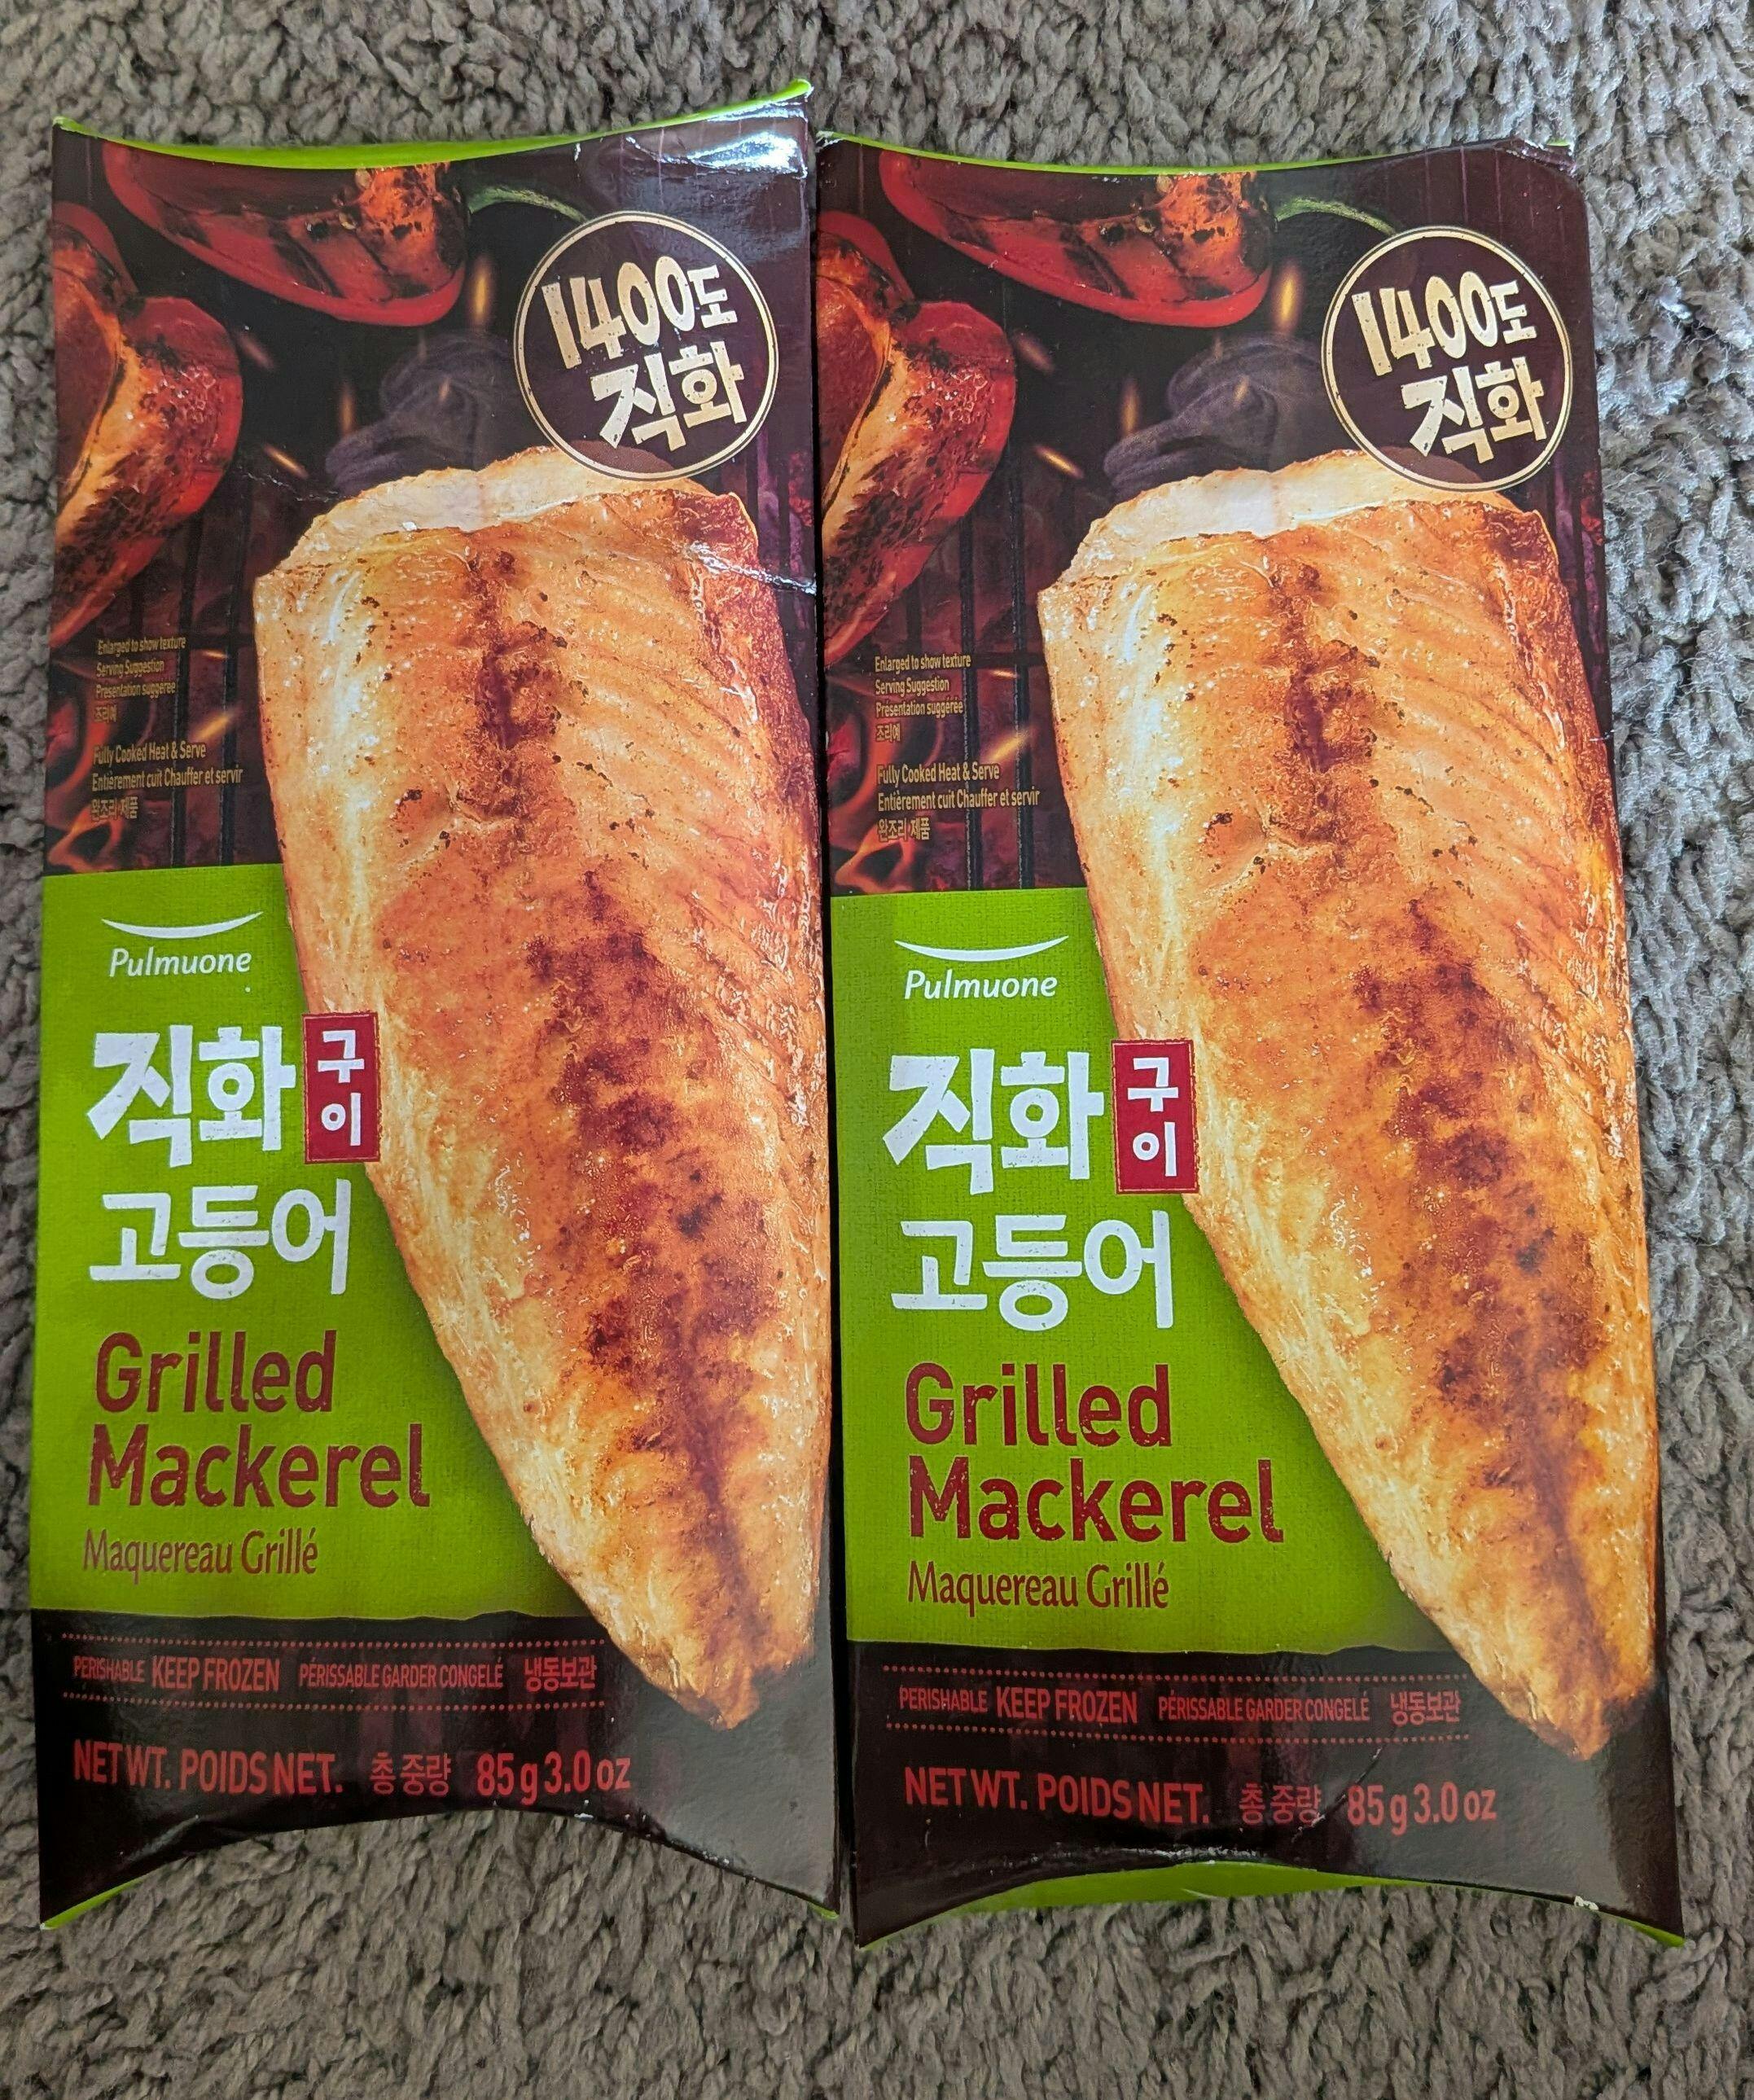 1400도
직화
Enlarged to show texture
Serving Suggestion
Présentation suggérée
조리예
Fully Cooked Heat & Serve
Entièrement cuit Chauffer et servir
완조리 제품
Pulmuone
직화
구이
고등어
Grilled
Mackerel
Maquereau Grillé
PERISHABLE KEEP FROZEN PÉRISSABLE GARDER CONGELÉ 냉동보관
NET WT. POIDS NET. 총 중량 85 g 3.0 oz
1400도
직화
Enlarged to show texture
Serving Suggestion
Présentation suggérée
조리예
Fully Cooked Heat & Serve
Entièrement cuit Chauffer et servir
완조리 제품
Pulmuone
직화
구이
고등어
Grilled
Mackerel
Maquereau Grillé
PERISHABLE KEEP FROZEN PÉRISSABLE GARDER CONGELÉ 냉동보관
NET WT. POIDS NET. 총 중량 85 g 3.0 oz